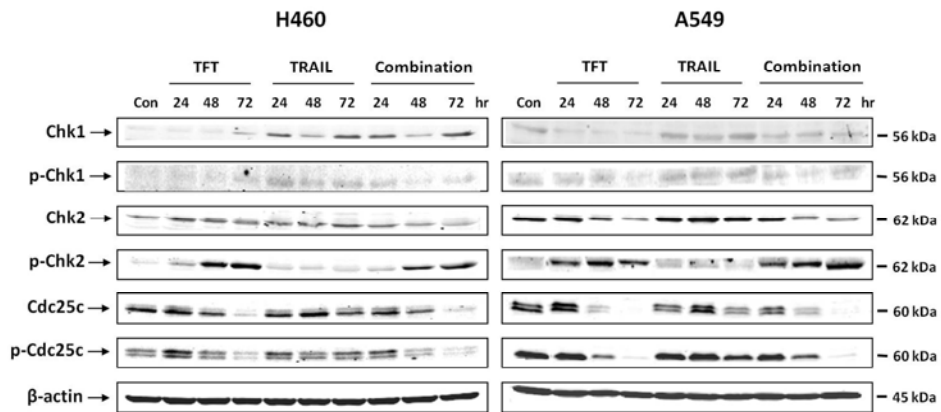 H460 A549
TFT TRAIL Combination TFT TRAIL Combination
Con 24 48 72 24 48 72 24 48 72 hr Con 24 48 72 24 48 72 24 48 72 hr
Chk1 56 kDa
p-Chk1 56 kDa
Chk2 62 kDa
p-Chk2 62 kDa
Cdc25c 60 kDa
p-Cdc25c 60 kDa
β-actin 45 kDa